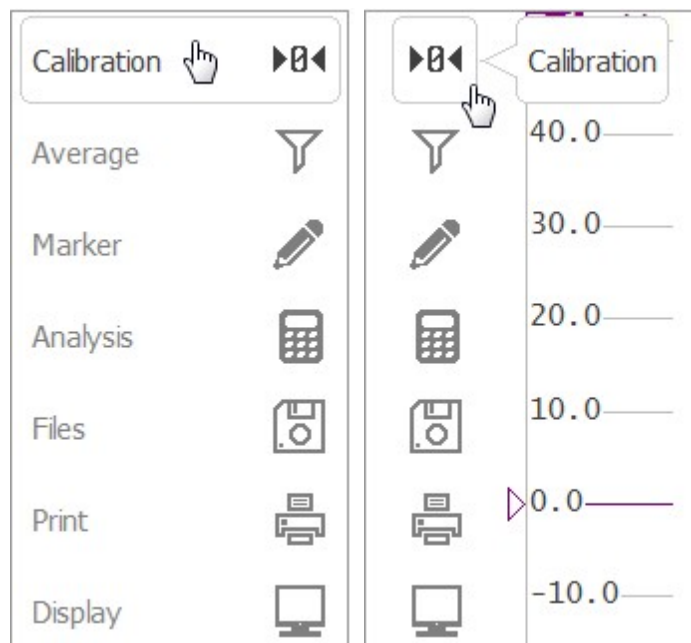 Calibration ▶0◀
Average
Marker
Analysis
Files
Print
Display
▶0◀ Calibration
40.0
30.0
20.0
10.0
0.0
-10.0